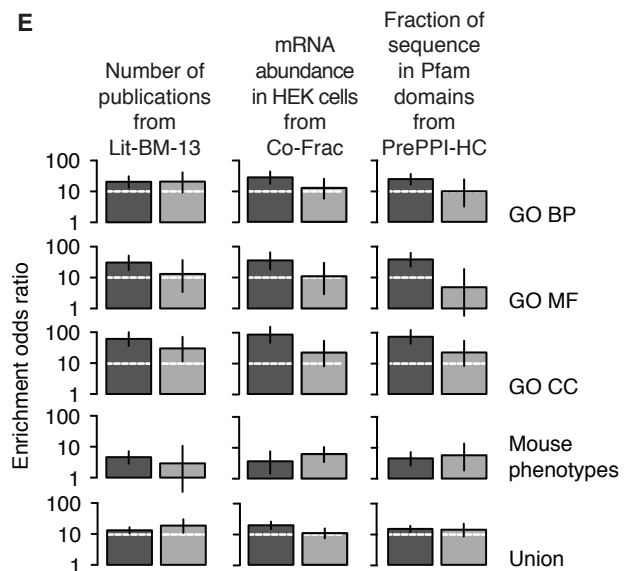 E
Number of
publications
from
Lit-BM-13
mRNA
abundance
in HEK cells
from
Co-Frac
Fraction of
sequence
in Pfam
domains
from
PrePPI-HC
Enrichment odds ratio
100
10
1
GO BP
100
10
1
GO MF
100
10
1
GO CC
100
10
1
Mouse
phenotypes
100
10
1
Union